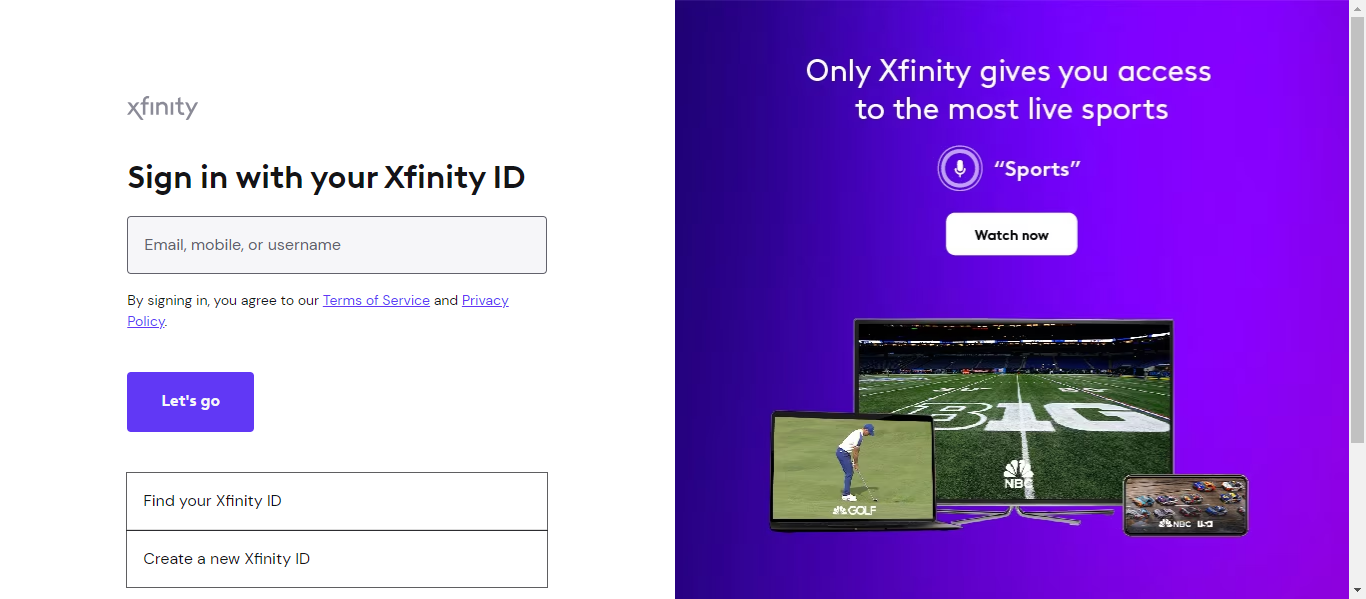 xfinity
Sign in with your Xfinity ID
Email, mobile, or username
By signing in, you agree to our Terms of Service and Privacy
Policy.
Let's go
Find your Xfinity ID
Create a new Xfinity ID
Only Xfinity gives you access
to the most live sports
“Sports”
Watch now
B1G
NBC
GOLF
NBC USA